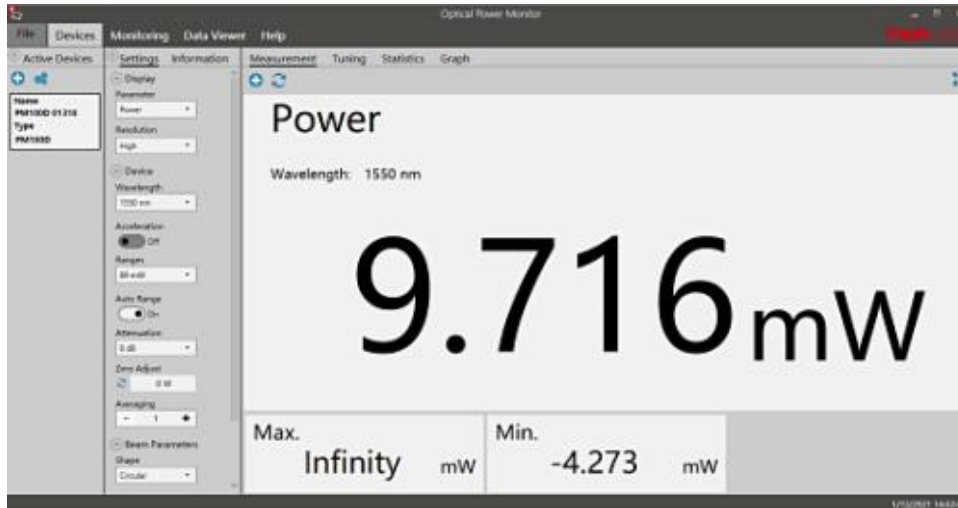 Optical Power Monitor
File Devices Monitoring Data Viewer Help
Active Devices
Settings Information
Measurement Tuning Statistics Graph
Name
PM100D 01318
Type
PM100D
Display
Parameter
Power
Resolution
High
Device
Wavelength
1550 nm
Acceleration
Off
Ranges
Auto Range
On
Attenuation
0 dB
Zero Adjust
0 W
Averaging
- 1 +
Beam Parameters
Shape
Circular
Power
Wavelength: 1550 nm
9.716 mW
Max.
Infinity mW
Min.
-4.273 mW